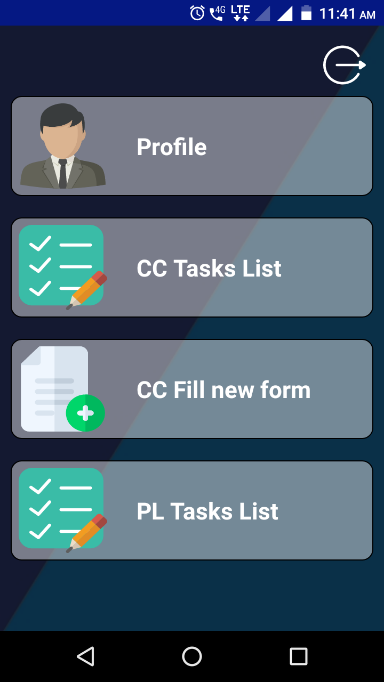 4G LTE 11:41 AM
Profile
CC Tasks List
CC Fill new form
PL Tasks List